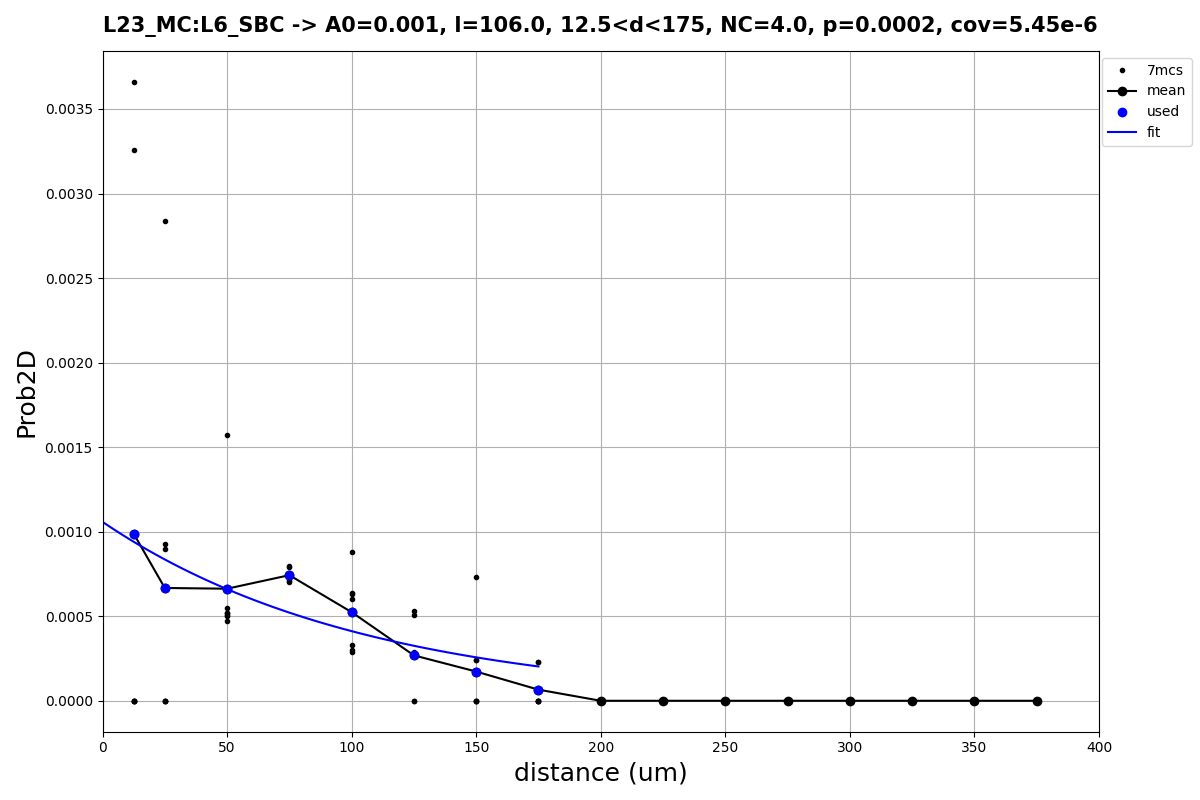 L23_MC:L6_SBC -> A0=0.001, l=106.0, 12.5<d<175, NC=4.0, p=0.0002, cov=5.45e-6
7mcs
mean
used
fit
0.0035
0.0030
0.0025
0.0020
0.0015
0.0010
0.0005
0.0000
Prob2D
0 50 100 150 200 250 300 350 400
distance (um)